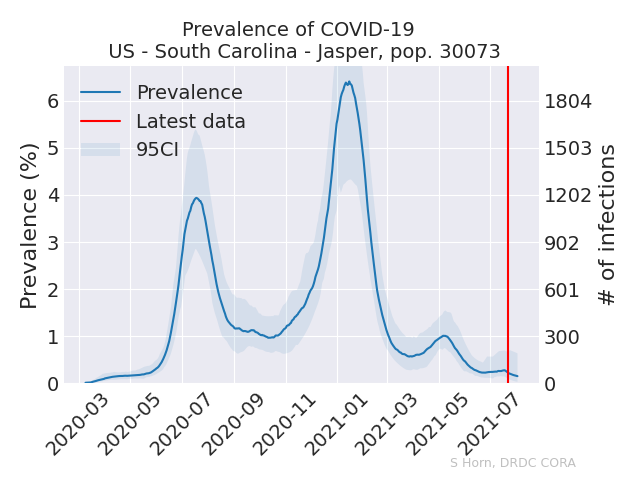 Prevalence of COVID-19
US - South Carolina - Jasper, pop. 30073
Prevalence
Latest data
95CI
Prevalence (%)
6
5
4
3
2
1
0
1804
1503
1202
902
601
300
0
# of infections
2020-03
2020-05
2020-07
2020-09
2020-11
2021-01
2021-03
2021-05
2021-07
S Horn, DRDC CORA